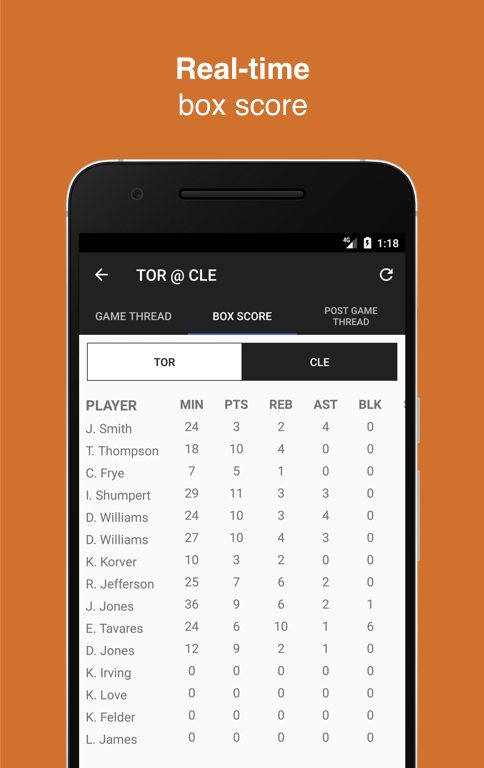 Real-time
box score
4G 1:18
TOR @ CLE
GAME THREAD BOX SCORE POST GAME
THREAD
TOR CLE
PLAYER MIN PTS REB AST BLK
J. Smith 24 3 2 4 0
T. Thompson 18 10 4 0 0
C. Frye 7 5 1 0 0
I. Shumpert 29 11 3 3 0
D. Williams 24 10 3 4 0
D. Williams 27 10 4 3 0
K. Korver 10 3 2 0 0
R. Jefferson 25 7 6 2 0
J. Jones 36 9 6 2 1
E. Tavares 24 6 10 1 6
D. Jones 12 9 2 1 0
K. Irving 0 0 0 0 0
K. Love 0 0 0 0 0
K. Felder 0 0 0 0 0
L. James 0 0 0 0 0